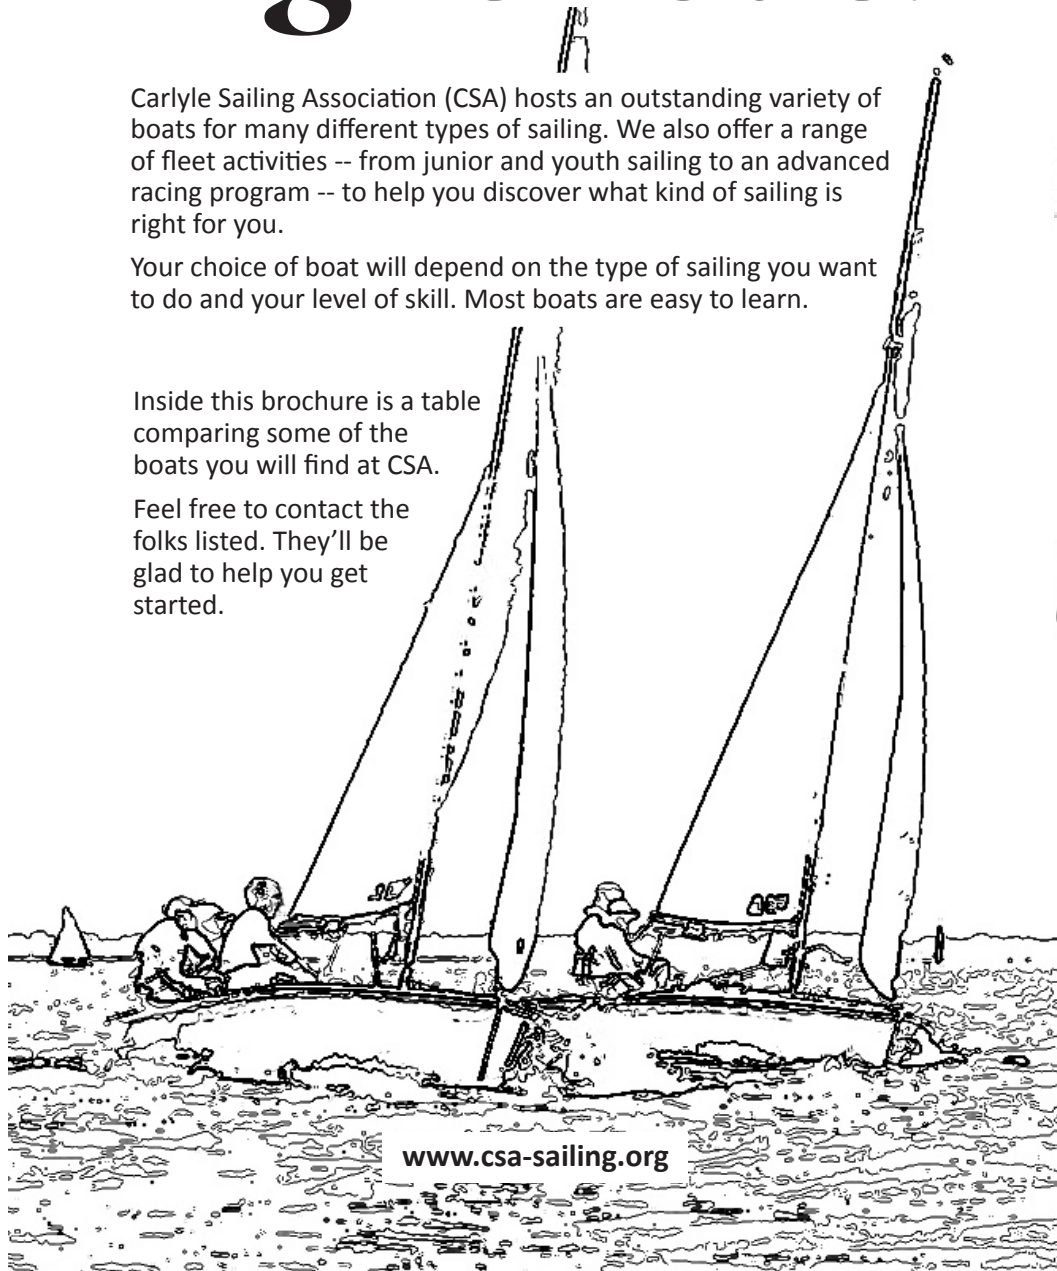 Carlyle Sailing Association (CSA) hosts an outstanding variety of
boats for many different types of sailing. We also offer a range
of fleet activities -- from junior and youth sailing to an advanced
racing program -- to help you discover what kind of sailing is
right for you.
Your choice of boat will depend on the type of sailing you want
to do and your level of skill. Most boats are easy to learn.
Inside this brochure is a table
comparing some of the
boats you will find at CSA.
Feel free to contact the
folks listed. They’ll be
glad to help you get
started.
www.csa-sailing.org